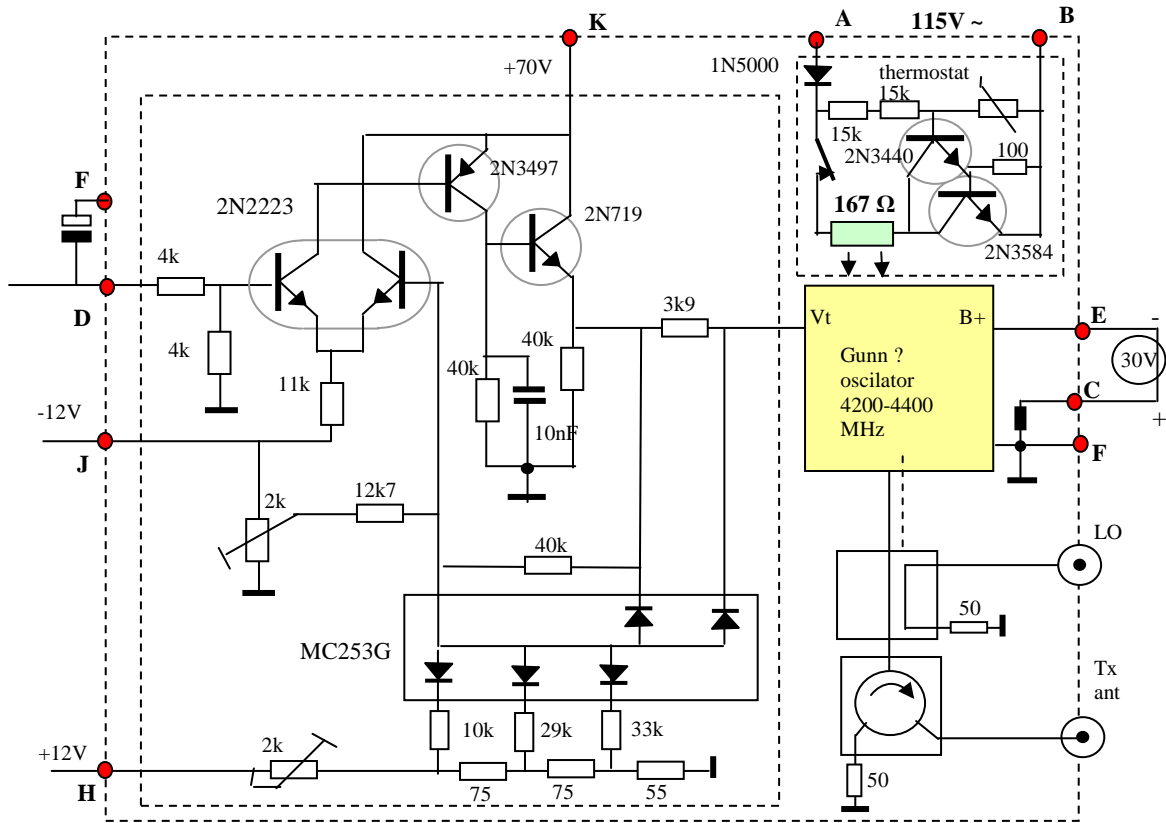 K
A
115V ~
B
+70V
1N5000
thermostat
15k
15k
2N3440
100
F
2N3497
2N2223
2N719
167 Ω
2N3584
4k
D
3k9
Vt
B+
E
-
4k
40k
40k
30V
11k
Gunn ?
oscilator
4200-4400
MHz
C
-12V
10nF
+
F
J
2k
12k7
LO
40k
50
MC253G
Tx
ant
10k
29k
33k
+12V
2k
H
75
75
55
50